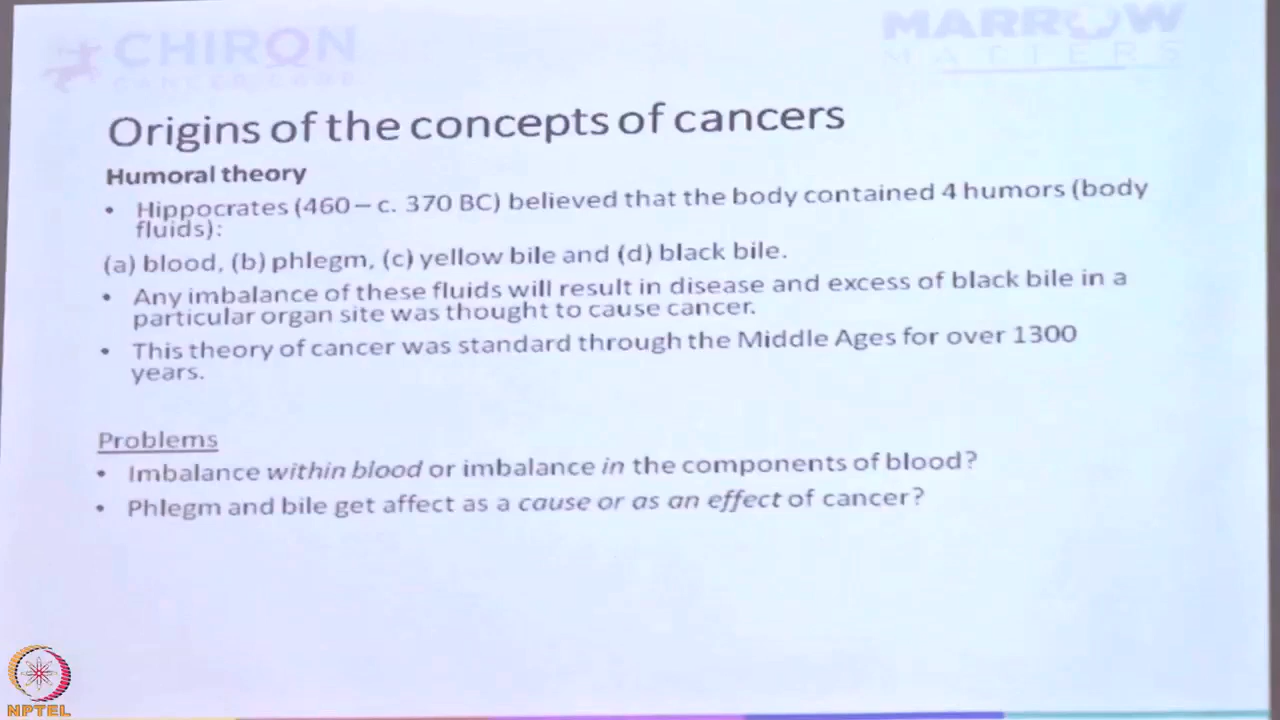 CHIRON
MARROW
MATTERS
Origins of the concepts of cancers
Humoral theory
• Hippocrates (460 – c. 370 BC) believed that the body contained 4 humors (body
fluids):
(a) blood, (b) phlegm, (c) yellow bile and (d) black bile.
• Any imbalance of these fluids will result in disease and excess of black bile in a
particular organ site was thought to cause cancer.
• This theory of cancer was standard through the Middle Ages for over 1300
years.
Problems
• Imbalance within blood or imbalance in the components of blood?
• Phlegm and bile get affect as a cause or as an effect of cancer?
NPTEL